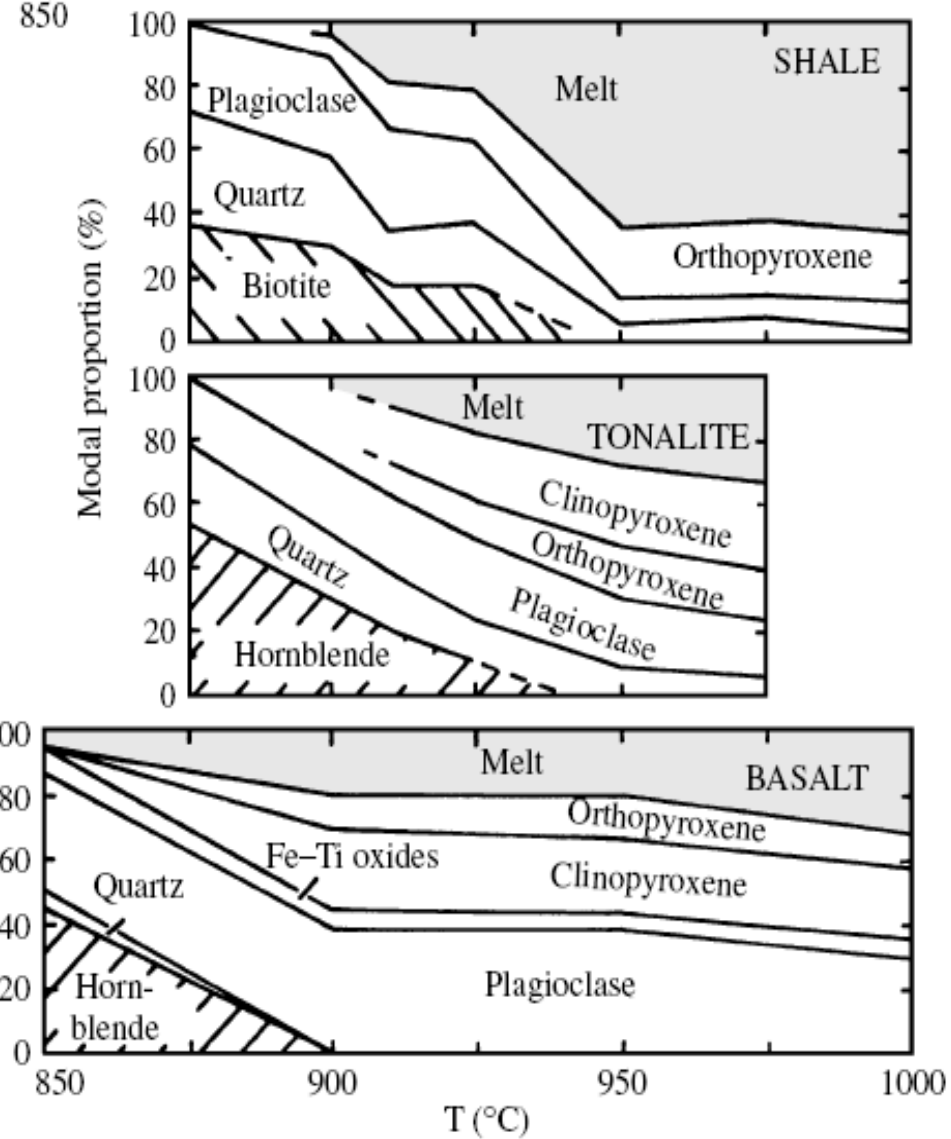 850
100
SHALE
Melt
80
Plagioclase
60
Quartz
40
Orthopyroxene
20
Biotite
0
Modal proportion (%)
100
Melt
TONALITE
80
Clinopyroxene
60
Quartz
Orthopyroxene
40
Plagioclase
20
Hornblende
0
00
Melt
BASALT
80
Orthopyroxene
60
Fe–Ti oxides
Clinopyroxene
Quartz
40
20
Plagioclase
Horn-
blende
0
850 900 950 1000
T (°C)